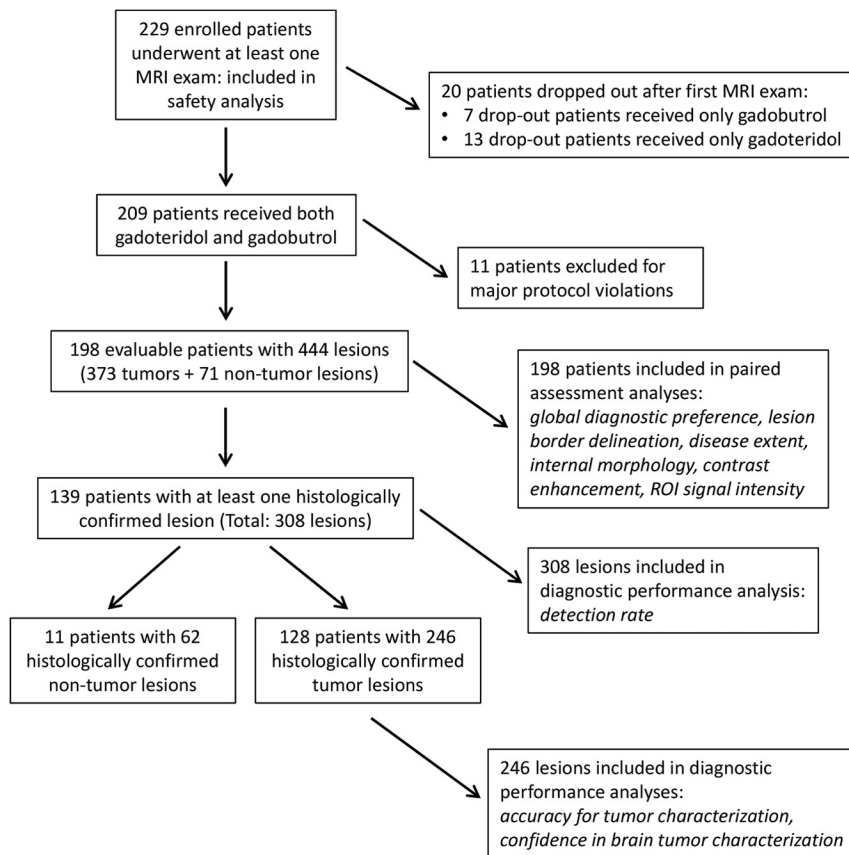 229 enrolled patients
underwent at least one
MRI exam: included in
safety analysis
20 patients dropped out after first MRI exam:
• 7 drop-out patients received only gadobutrol
• 13 drop-out patients received only gadoteridol
209 patients received both
gadoteridol and gadobutrol
11 patients excluded for
major protocol violations
198 evaluable patients with 444 lesions
(373 tumors + 71 non-tumor lesions)
198 patients included in paired
assessment analyses:
global diagnostic preference, lesion
border delineation, disease extent,
internal morphology, contrast
enhancement, ROI signal intensity
139 patients with at least one histologically
confirmed lesion (Total: 308 lesions)
308 lesions included in
diagnostic performance analysis:
detection rate
11 patients with 62
histologically confirmed
non-tumor lesions
128 patients with 246
histologically confirmed
tumor lesions
246 lesions included in diagnostic
performance analyses:
accuracy for tumor characterization,
confidence in brain tumor characterization